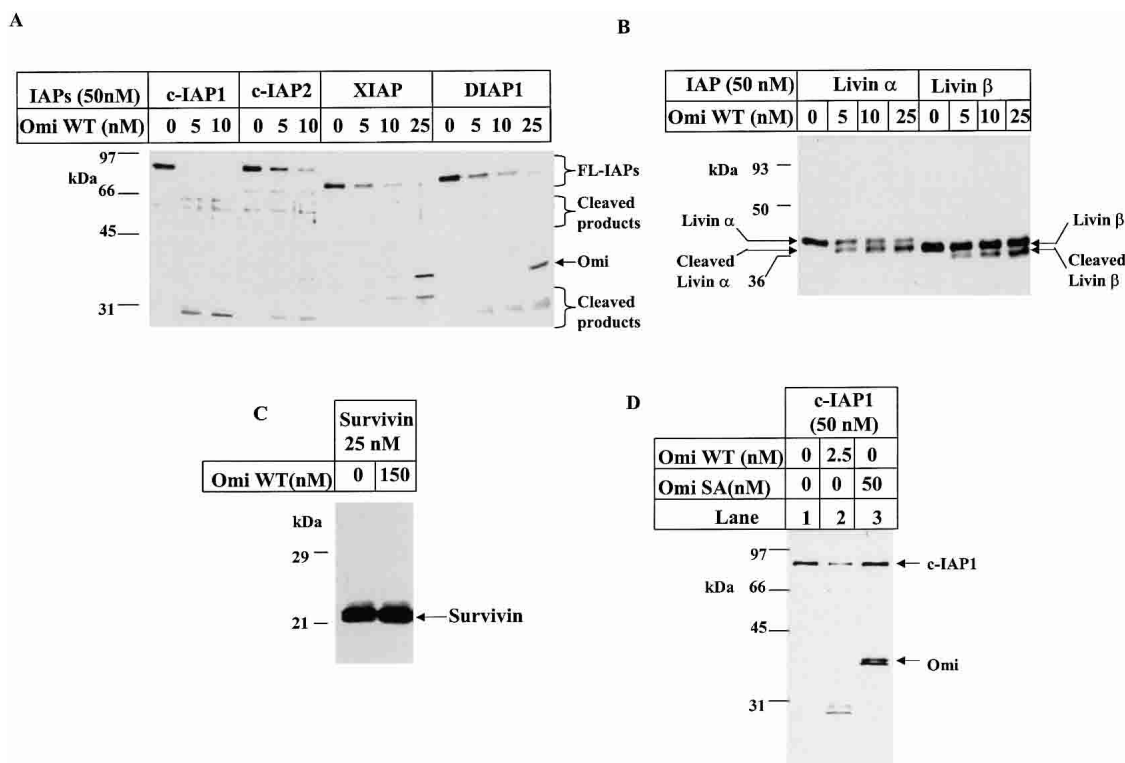 A
IAPs (50nM) c-IAP1 c-IAP2 XIAP DIAP1
Omi WT (nM) 0 5 10 0 5 10 0 5 10 25 0 5 10 25
97
kDa
66
45
31
FL-IAPs
Cleaved
products
Omi
Cleaved
products
B
IAP (50 nM) Livin α Livin β
Omi WT (nM) 0 5 10 25 0 5 10 25
kDa 93
50
Livin α
Cleaved
Livin α 36
Livin β
Cleaved
Livin β
C
Survivin
25 nM
Omi WT(nM) 0 150
kDa
29
21
Survivin
D
c-IAP1
(50 nM)
Omi WT (nM) 0 2.5 0
Omi SA(nM) 0 0 50
Lane 1 2 3
97
kDa 66
45
31
c-IAP1
Omi